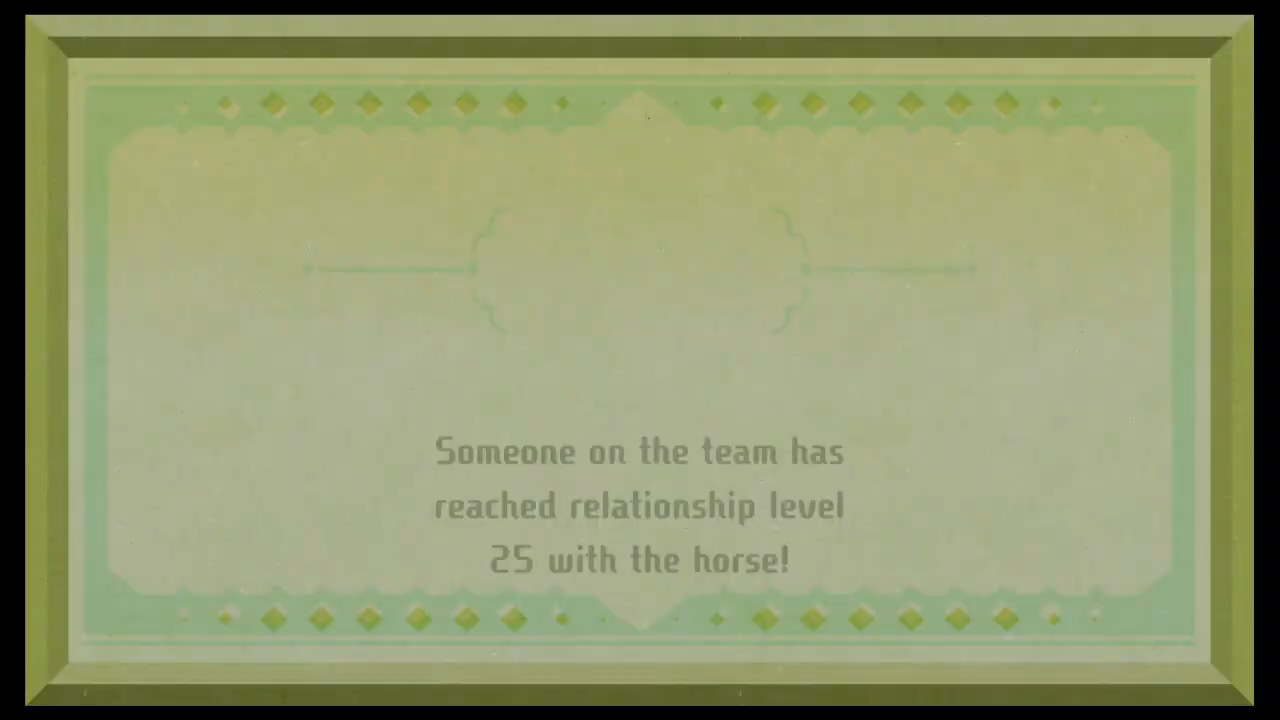 Someone on the team has
reached relationship level
25 with the horse!